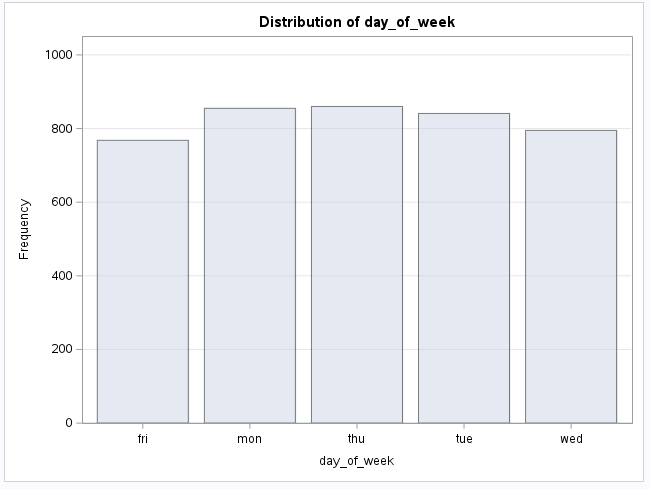 Distribution of day_of_week
1000
800
600
400
200
0
Frequency
fri mon thu tue wed
day_of_week